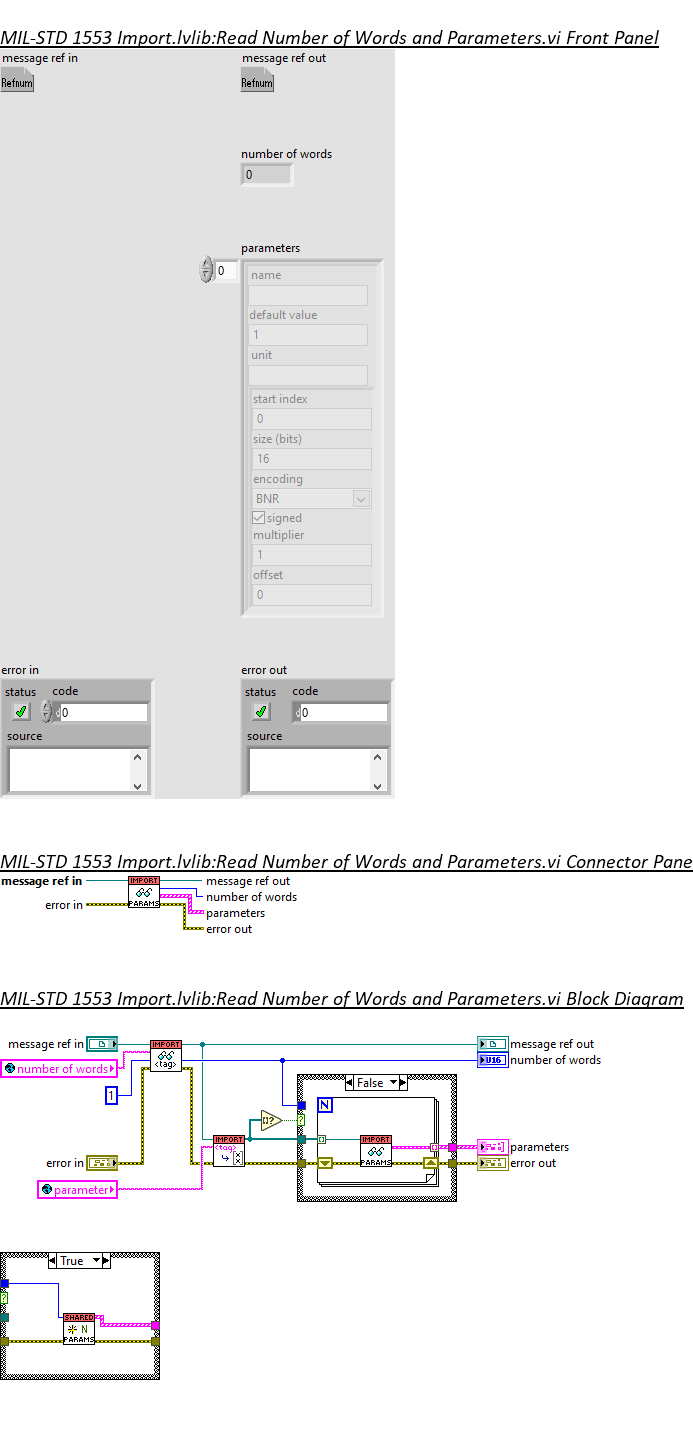 MIL-STD 1553 Import.lvlib:Read Number of Words and Parameters.vi Front Panel
message ref in message ref out
Refnum Refnum
number of words
0
parameters
0
name
default value
1
unit
start index
0
size (bits)
16
encoding
BNR
signed
multiplier
1
offset
0
error in error out
status code status code
0 0
source source
MIL-STD 1553 Import.lvlib:Read Number of Words and Parameters.vi Connector Pane
message ref in IMPORT message ref out
number of words
error in PARAMS parameters
error out
MIL-STD 1553 Import.lvlib:Read Number of Words and Parameters.vi Block Diagram
message ref in IMPORT message ref out
number of words <tag> U16 number of words
1 False
N
IMPORT IMPORT
<tag> parameters
error in PARAMS error out
parameter
True
SHARED
N
PARAMS